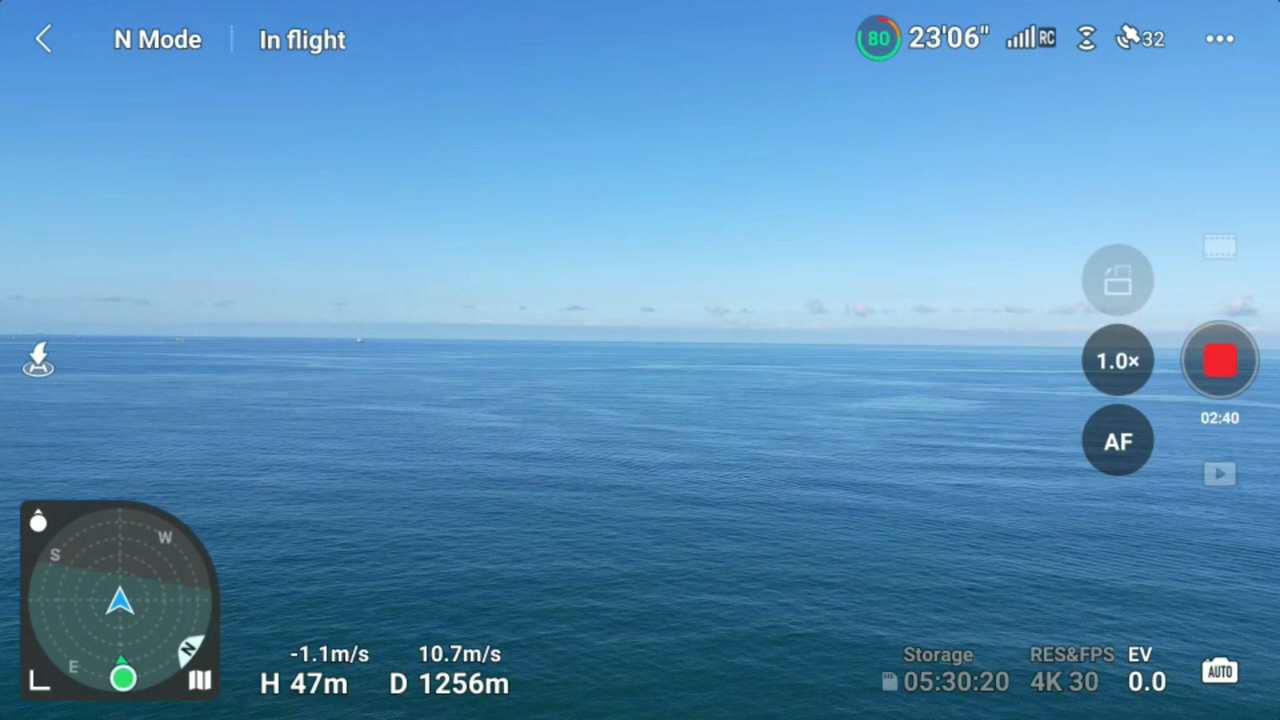 N Mode
In flight
80
23'06"
RC
32
1.0×
02:40
AF
W
S
N
E
-1.1m/s
10.7m/s
H 47m
D 1256m
Storage
05:30:20
RES&FPS
4K 30
EV
0.0
AUTO